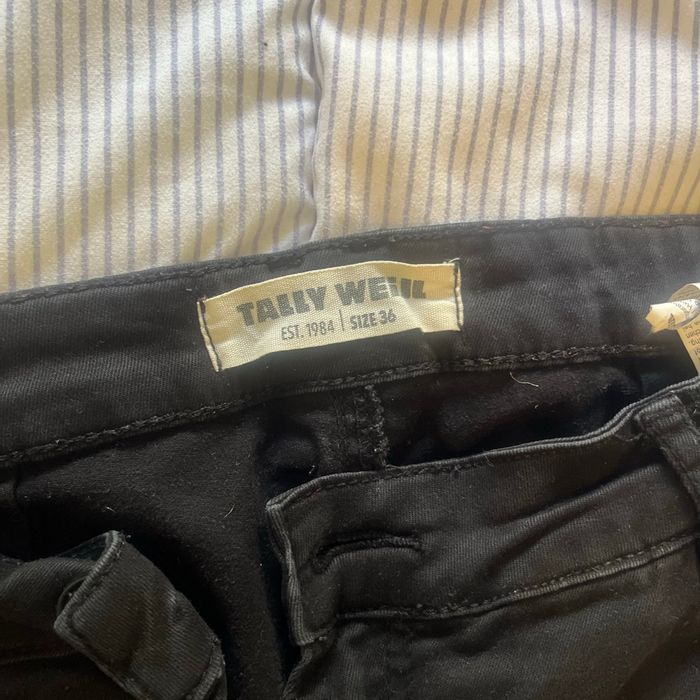 TALLY WEIJL
EST. 1984 | SIZE 36